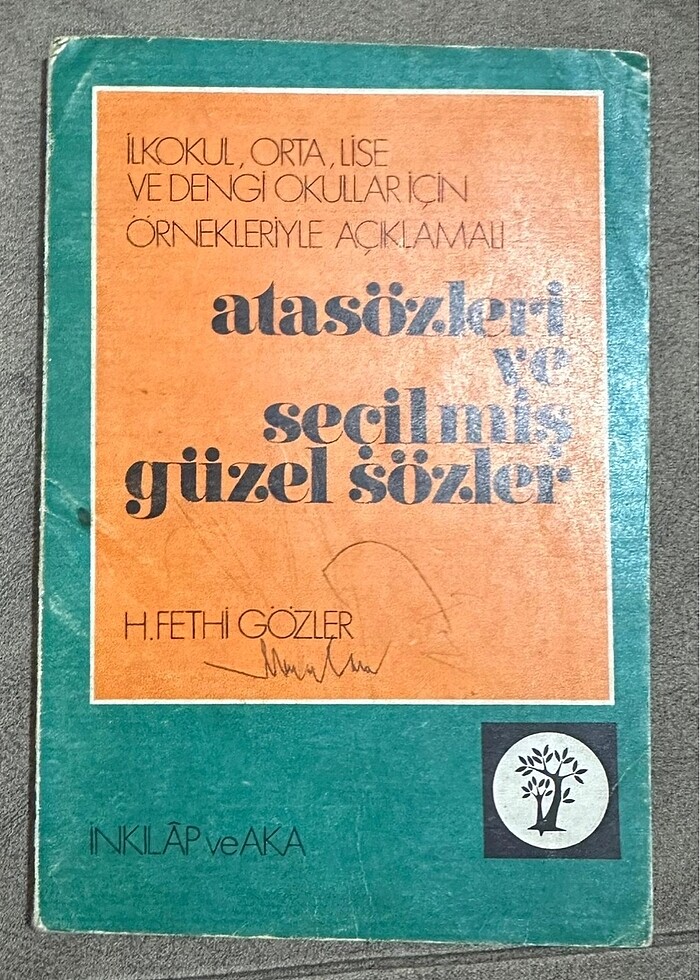 İLKOKUL, ORTA, LİSE
VE DENGİ OKULLAR İÇİN
ÖRNEKLERİYLE AÇIKLAMALI
atasözleri
ve
seçilmiş
güzel sözler
H.FETHİ GÖZLER
İNKILÂP ve AKA